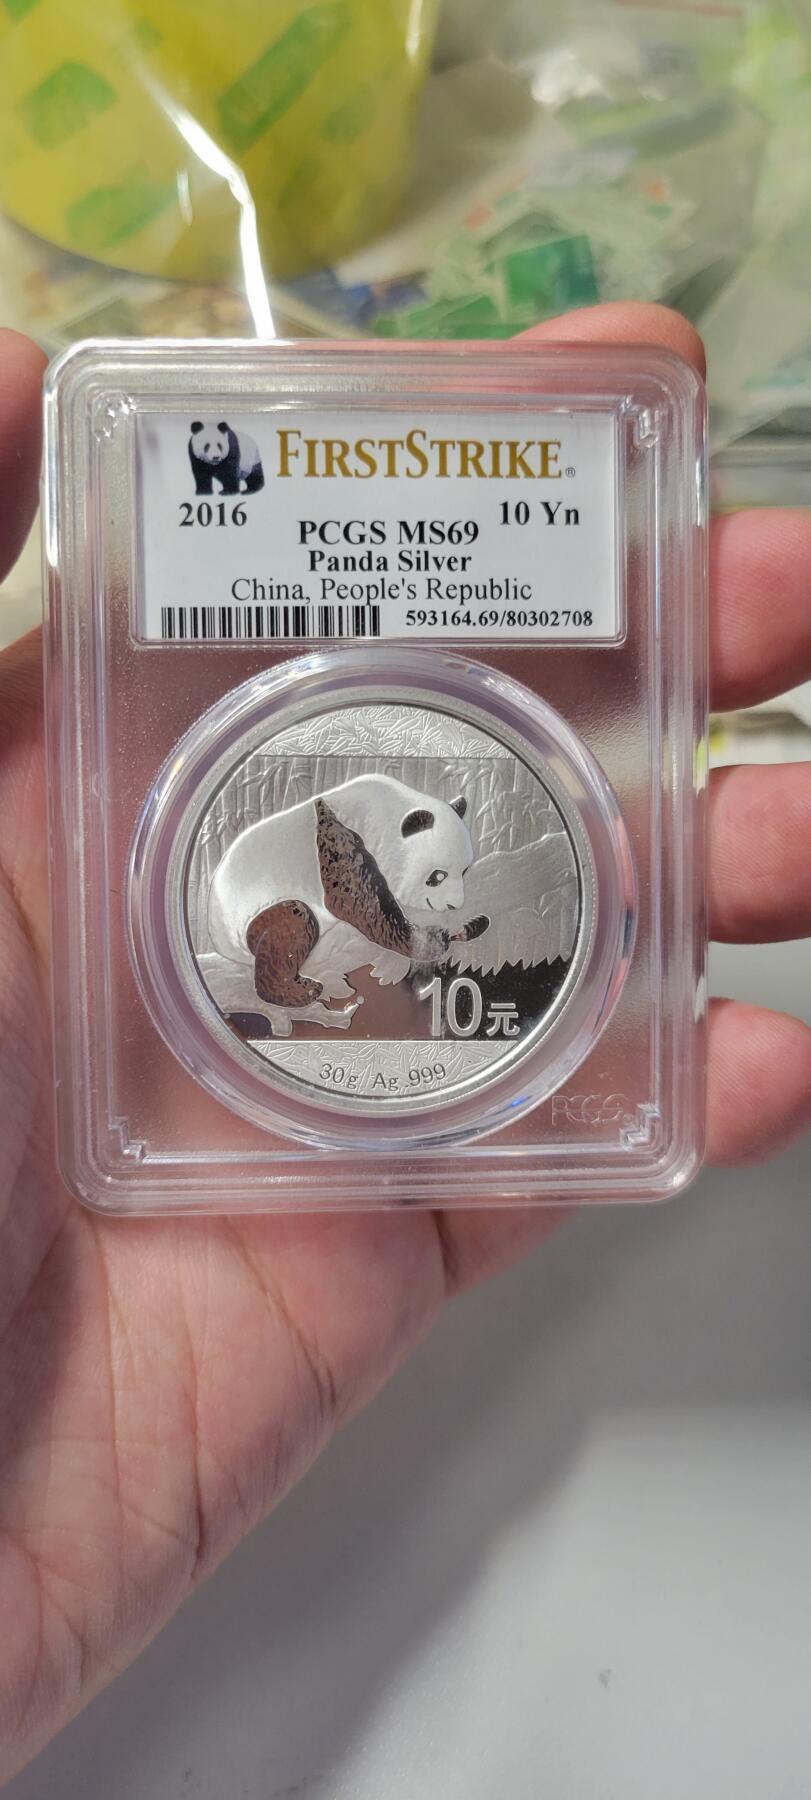 FIRSTSTRIKE®
2016
10 Yn
PCGS MS69
Panda Silver
China, People's Republic
593164.69/80302708
10元
30g Ag .999
PCGS